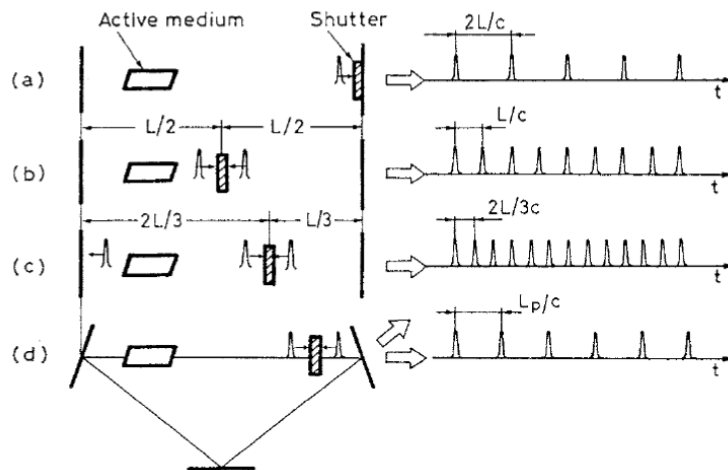 Active medium Shutter
2L/c
(a) t
L/2 L/2 L/c
(b) t
2L/3 L/3 2L/3c
(c) t
Lp/c
(d) t